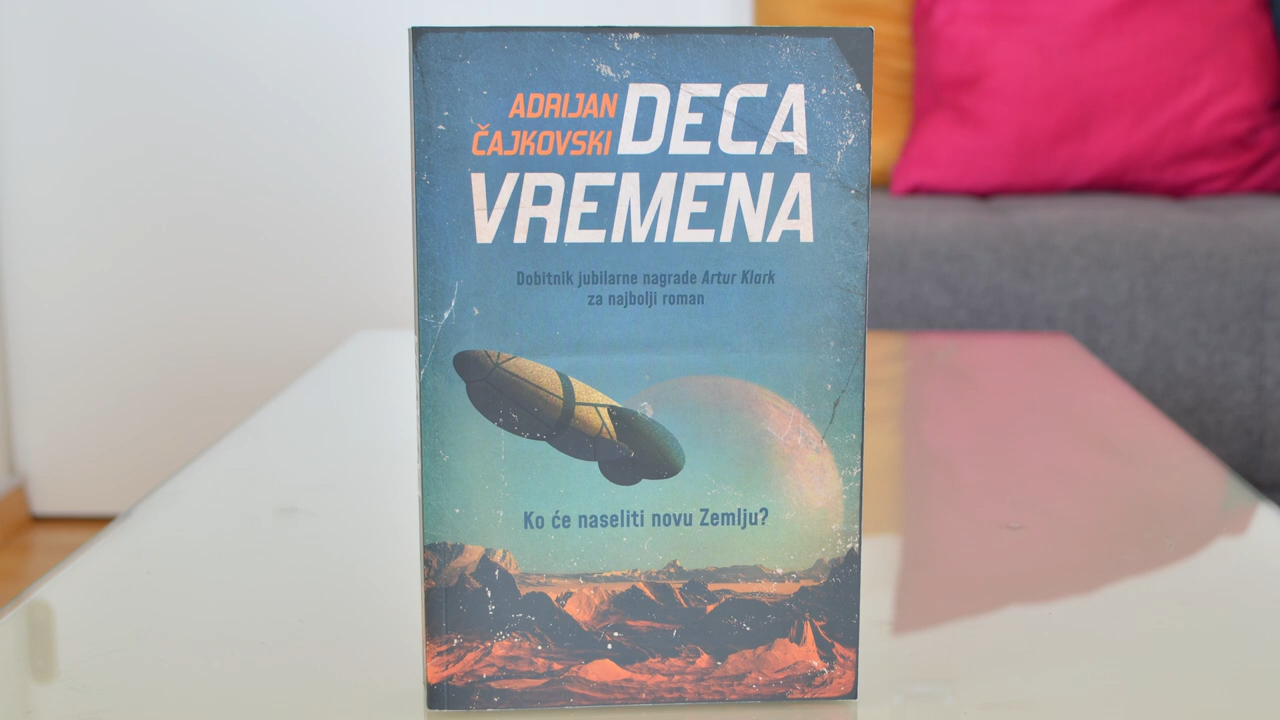 ADRIJAN
ČAJKOVSKI
DECA
VREMENA
Dobitnik jubilarne nagrade Artur Klark
za najbolji roman
Ko će naseliti novu Zemlju?